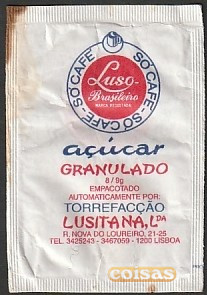 SÓ CAFÉ - SÓ CAFÉ - SÓ CAFÉ
Luso-
Brasileiro
MARCA REGISTADA
açúcar
GRANULADO
8 / 9g
EMPACOTADO
AUTOMATICAMENTE POR:
TORREFACÇÃO
LUSITANA, LDA
R. NOVA DO LOUREIRO, 21-25
TEL. 3425243 - 3467059 - 1200 LISBOA
coisas